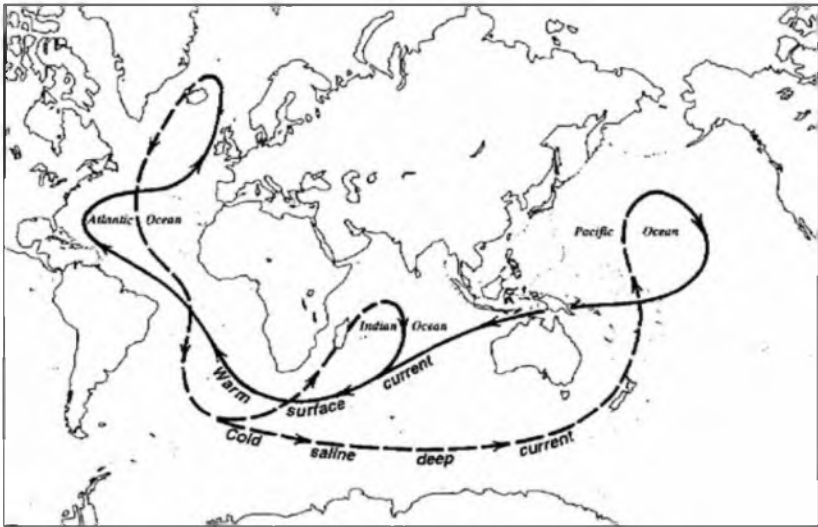 Atlantic Ocean
Pacific Ocean
Indian Ocean
Warm surface current
Cold saline deep current